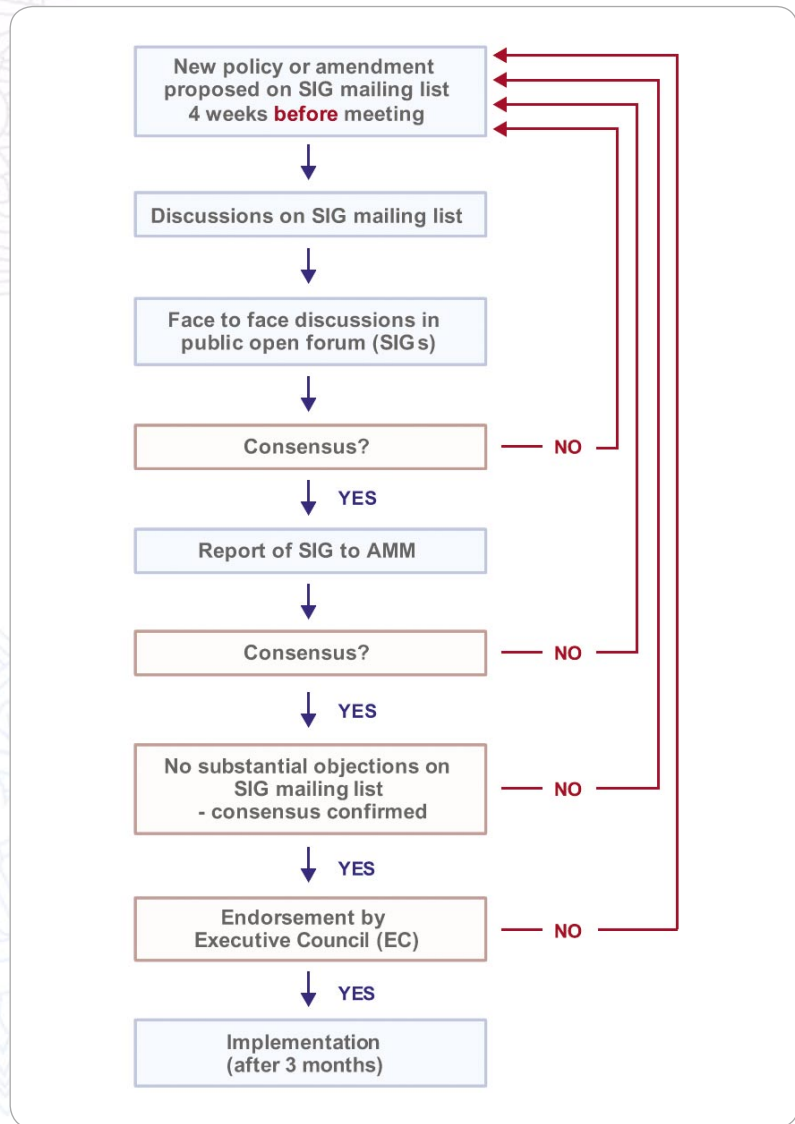 New policy or amendment
proposed on SIG mailing list
4 weeks before meeting
Discussions on SIG mailing list
Face to face discussions in
public open forum (SIGs)
Consensus?
NO
YES
Report of SIG to AMM
Consensus?
NO
YES
No substantial objections on
SIG mailing list
- consensus confirmed
NO
YES
Endorsement by
Executive Council (EC)
NO
YES
Implementation
(after 3 months)